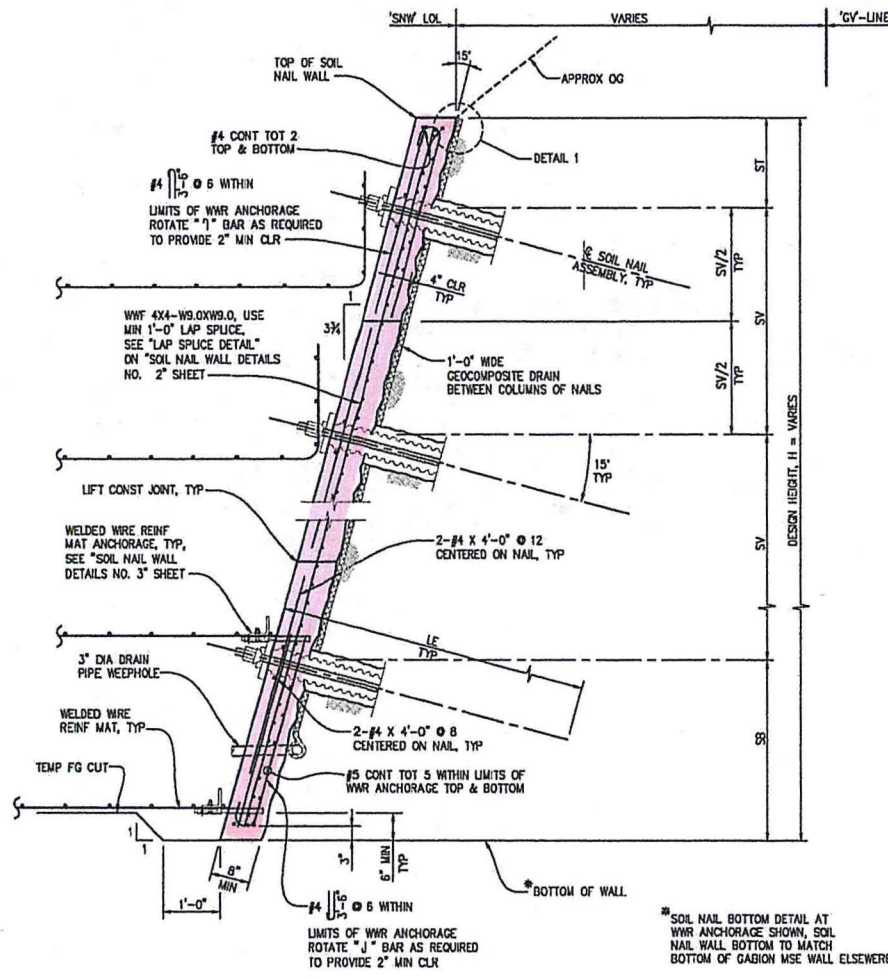 'SNW' LOL
VARIES
'GV'-LINE
15°
TOP OF SOIL
NAIL WALL
APPROX OG
#4 CONT TOT 2
TOP & BOTTOM
DETAIL 1
ST
#4 3'-6" @ 6 WITHIN
LIMITS OF WWR ANCHORAGE
ROTATE "7" BAR AS REQUIRED
TO PROVIDE 2" MIN CLR
℄ SOIL NAIL
ASSEMBLY, TYP
SV/2
TYP
SV
4" CLR
TYP
1
3¾
WWF 4X4-W9.0XW9.0, USE
MIN 1'-0" LAP SPLICE,
SEE "LAP SPLICE DETAIL"
ON "SOIL NAIL WALL DETAILS
NO. 2" SHEET
1'-0" WIDE
GEOCOMPOSITE DRAIN
BETWEEN COLUMNS OF NAILS
SV/2
TYP
DESIGN HEIGHT, H = VARIES
15°
TYP
LIFT CONST JOINT, TYP
SV
WELDED WIRE REINF
MAT ANCHORAGE, TYP,
SEE "SOIL NAIL WALL
DETAILS NO. 3" SHEET
2-#4 X 4'-0" @ 12
CENTERED ON NAIL, TYP
LE
TYP
3" DIA DRAIN
PIPE WEEPHOLE
2-#4 X 4'-0" @ 8
CENTERED ON NAIL, TYP
SB
WELDED WIRE
REINF MAT, TYP
#5 CONT TOT 5 WITHIN LIMITS OF
WWR ANCHORAGE TOP & BOTTOM
TEMP FG CUT
1
1
8"
MIN
3"
6" MIN
TYP
1'-0"
*BOTTOM OF WALL
#4 3'-6" @ 6 WITHIN
LIMITS OF WWR ANCHORAGE
ROTATE "J" BAR AS REQUIRED
TO PROVIDE 2" MIN CLR
*SOIL NAIL BOTTOM DETAIL AT
WWR ANCHORAGE SHOWN, SOIL
NAIL WALL BOTTOM TO MATCH
BOTTOM OF GABION MSE WALL ELSEWERE